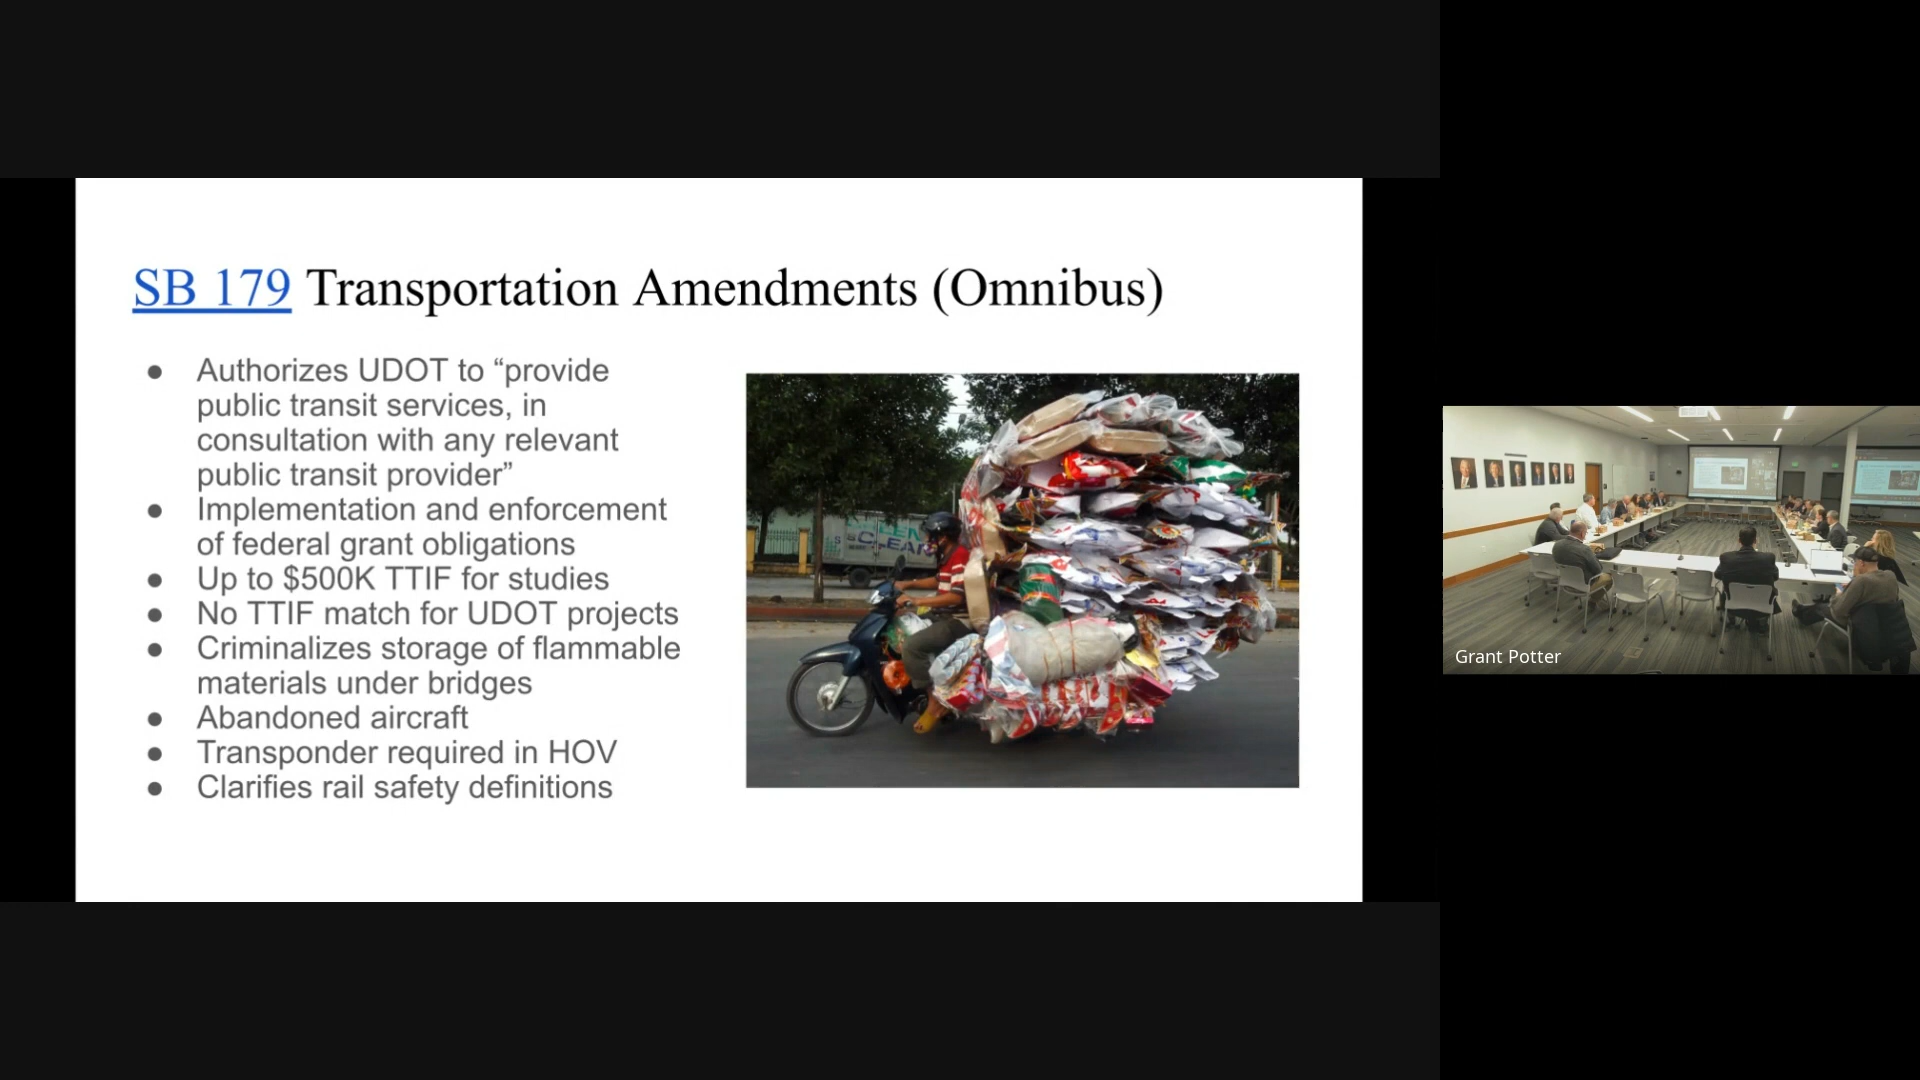 SB 179 Transportation Amendments (Omnibus)
● Authorizes UDOT to “provide
public transit services, in
consultation with any relevant
public transit provider”
● Implementation and enforcement
of federal grant obligations
● Up to $500K TTIF for studies
● No TTIF match for UDOT projects
● Criminalizes storage of flammable
materials under bridges
● Abandoned aircraft
● Transponder required in HOV
● Clarifies rail safety definitions
Grant Potter